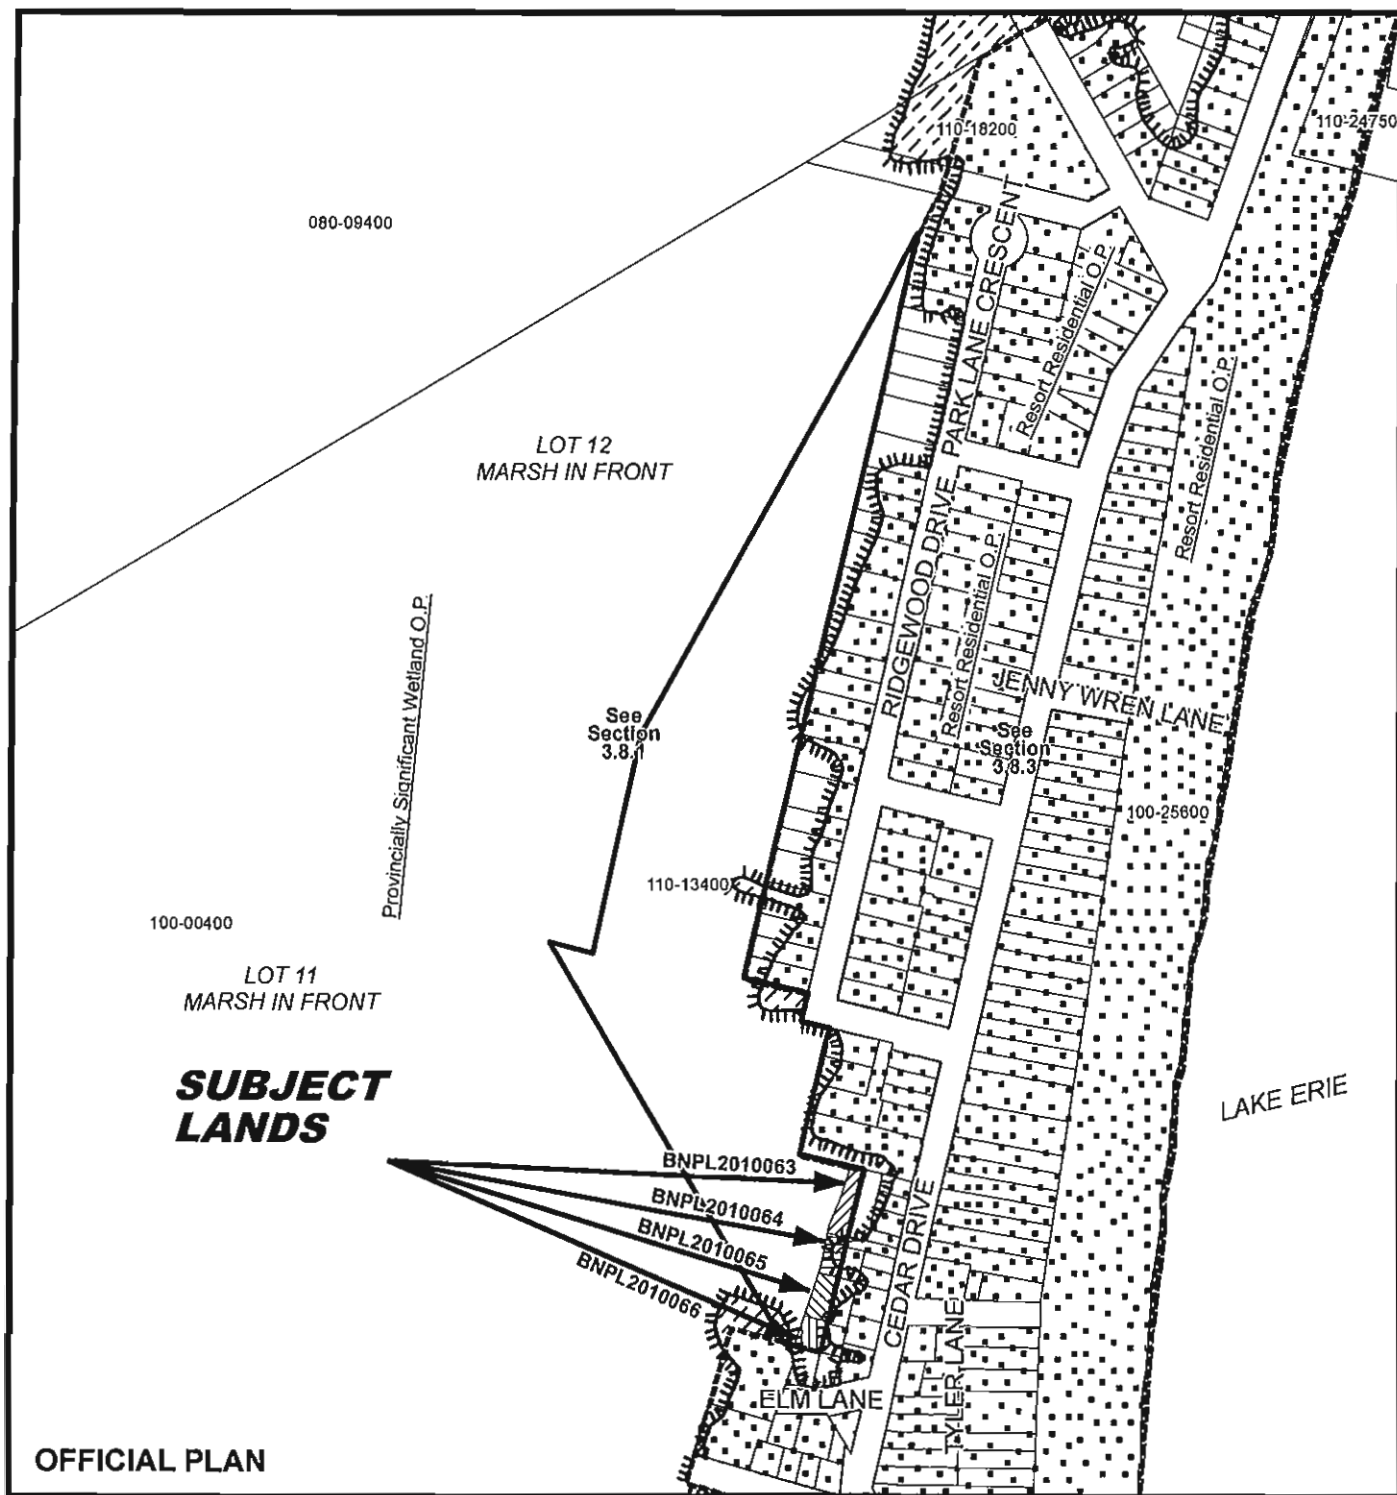 110-18200
110-24750
080-09400
PARK LANE CRESCENT
Resort Residential O.P.
Resort Residential O.P.
LOT 12
MARSH IN FRONT
RIDGEWOOD DRIVE
Resort Residential O.P.
Provincially Significant Wetland O.P.
See
Section
3.8.1
JENNY WREN LANE
See
Section
3.8.3
100-25600
110-13400
100-00400
LOT 11
MARSH IN FRONT
SUBJECT
LANDS
LAKE ERIE
BNPL2010063
BNPL2010064
BNPL2010065
BNPL2010066
CEDAR DRIVE
TYLER LANE
ELM LANE
OFFICIAL PLAN